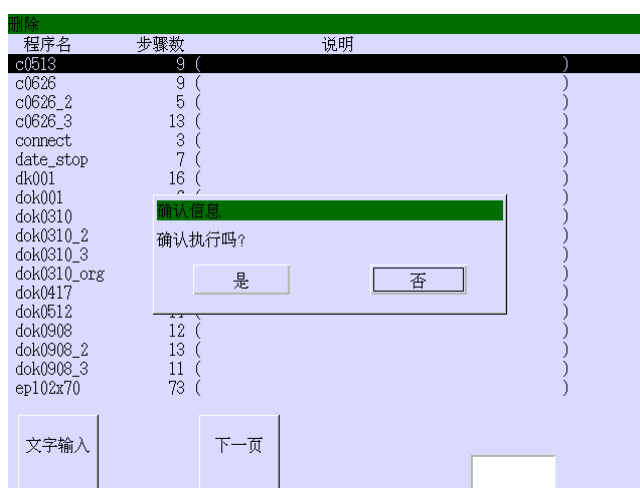 删除
程序名 步骤数 说明
c0513 9 ( )
c0626 9 ( )
c0626_2 5 ( )
c0626_3 13 ( )
connect 3 ( )
date_stop 7 ( )
dk001 16 ( )
dok001 )
dok0310 )
dok0310_2 )
dok0310_3 )
dok0310_org )
dok0417 )
dok0512 )
dok0908 12 ( )
dok0908_2 13 ( )
dok0908_3 11 ( )
ep102x70 73 ( )
确认信息
确认执行吗?
是 否
文字输入 下一页